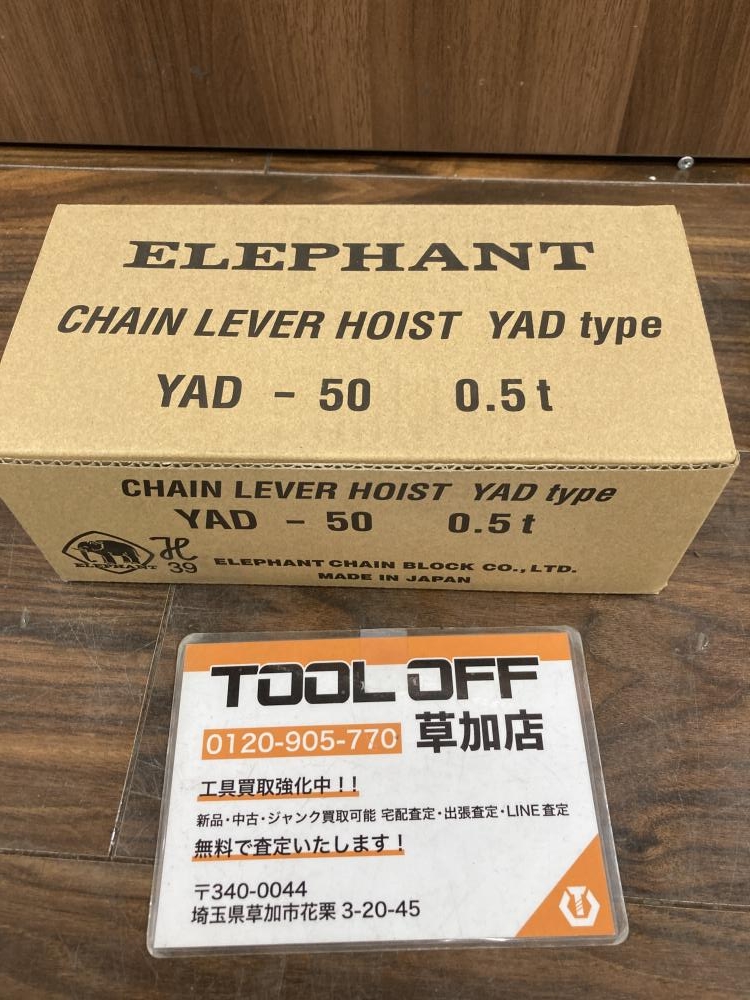 ELEPHANT
CHAIN LEVER HOIST YAD type
YAD - 50 0.5 t
CHAIN LEVER HOIST YAD type
YAD - 50 0.5 t
ELEPHANT
39
ELEPHANT CHAIN BLOCK CO., LTD.
MADE IN JAPAN
TOOL OFF
0120-905-770 草加店
工具買取強化中!!
新品・中古・ジャンク買取可能 宅配査定・出張査定・LINE査定
無料で査定いたします!
〒340-0044
埼玉県草加市花栗 3-20-45